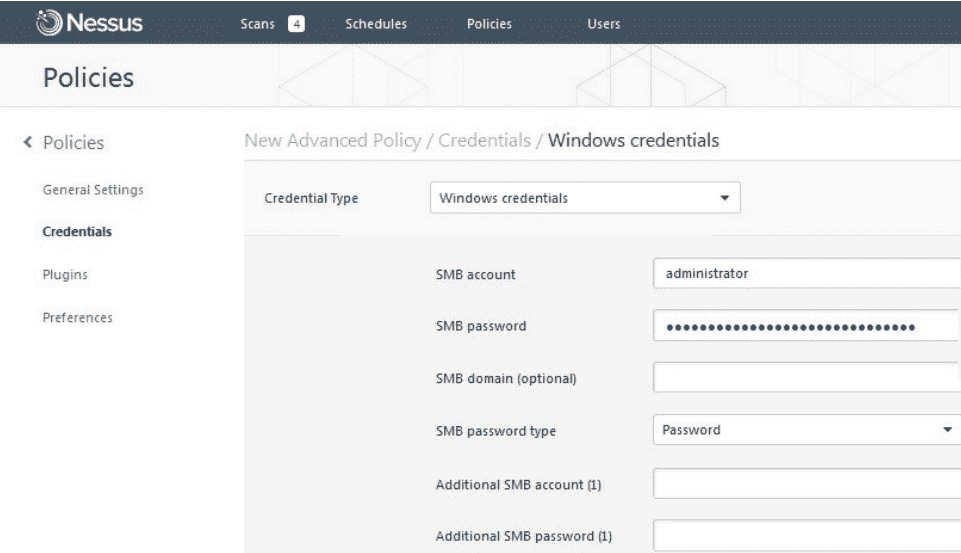 Nessus Scans 4 Schedules Policies Users
Policies
Policies
New Advanced Policy / Credentials / Windows credentials
General Settings
Credential Type Windows credentials
Credentials
Plugins
Preferences
SMB account administrator
SMB password ●●●●●●●●●●●●●●●●●●●●●●●●●●●●●●
SMB domain (optional)
SMB password type Password
Additional SMB account (1)
Additional SMB password (1)